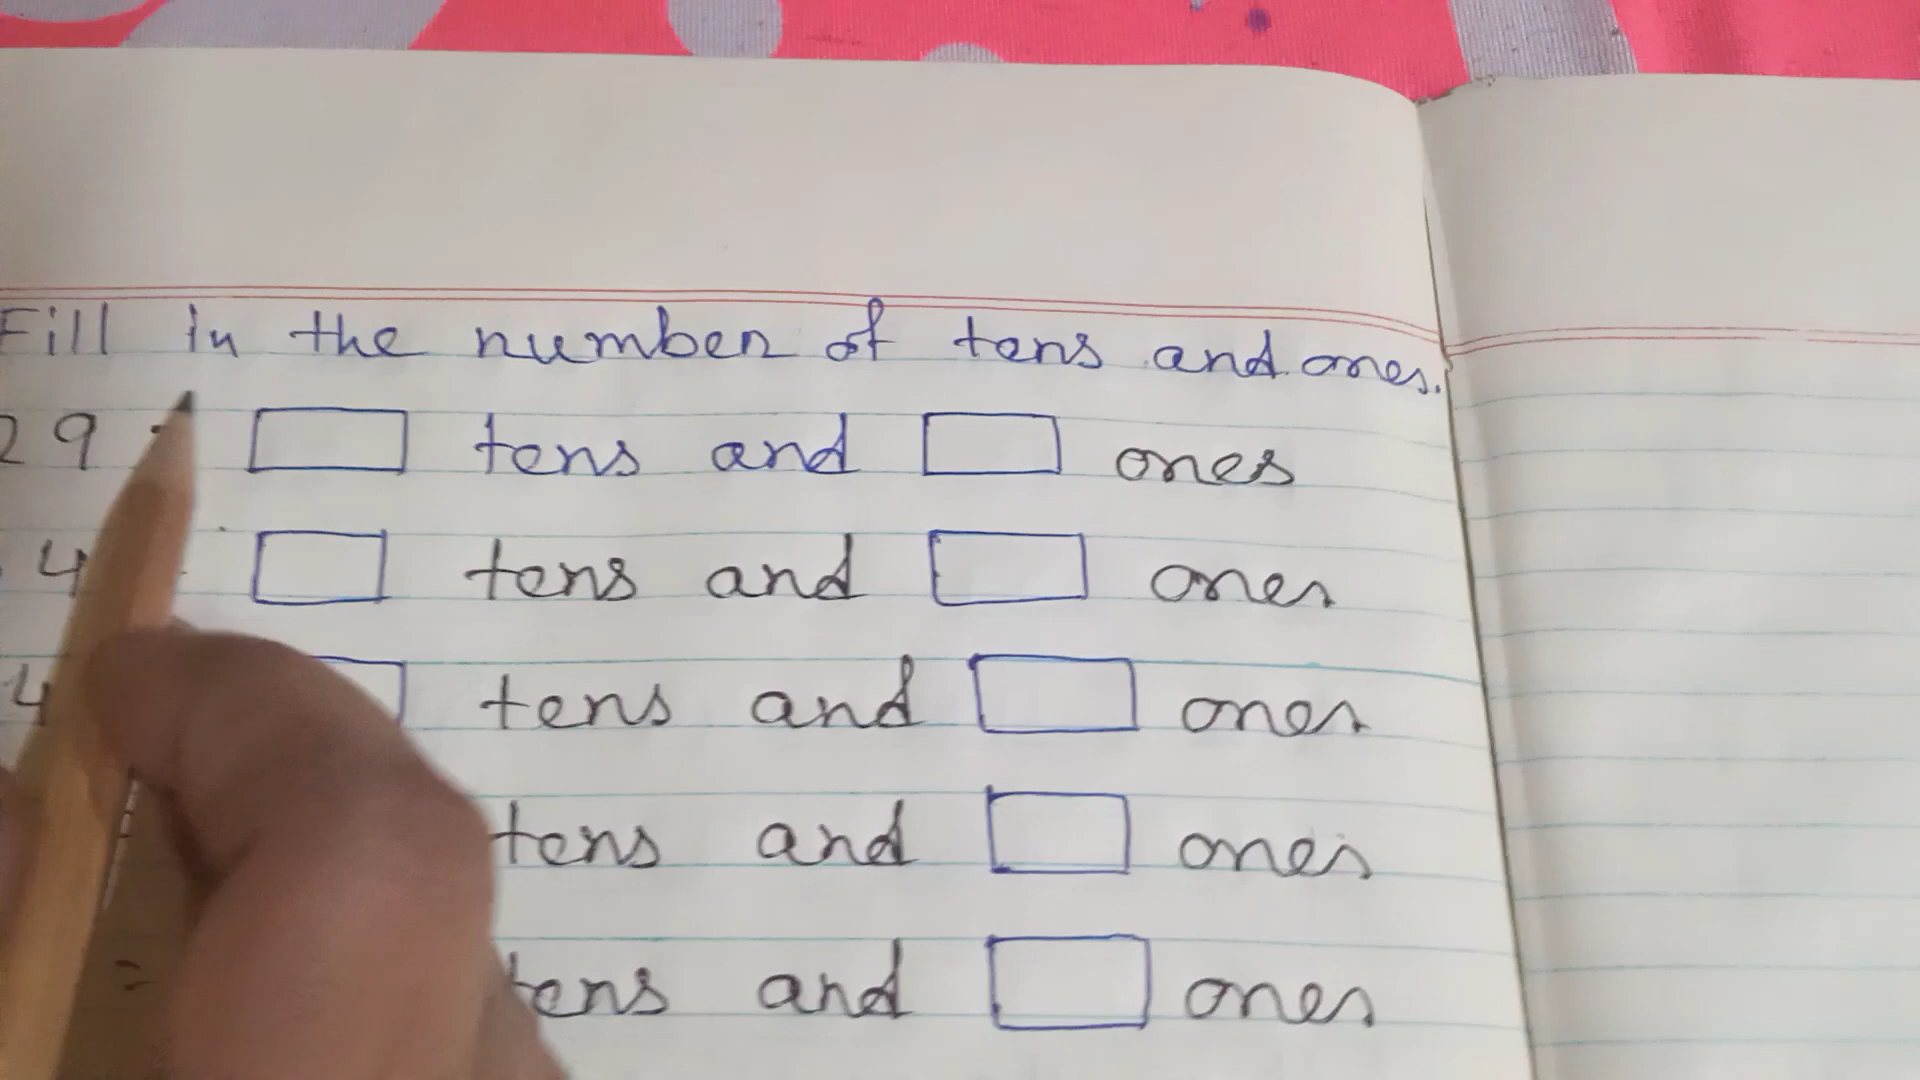 Fill in the number of tens and ones.
29 = tens and ones
4 tens and ones
4 tens and ones
tens and ones
= tens and ones